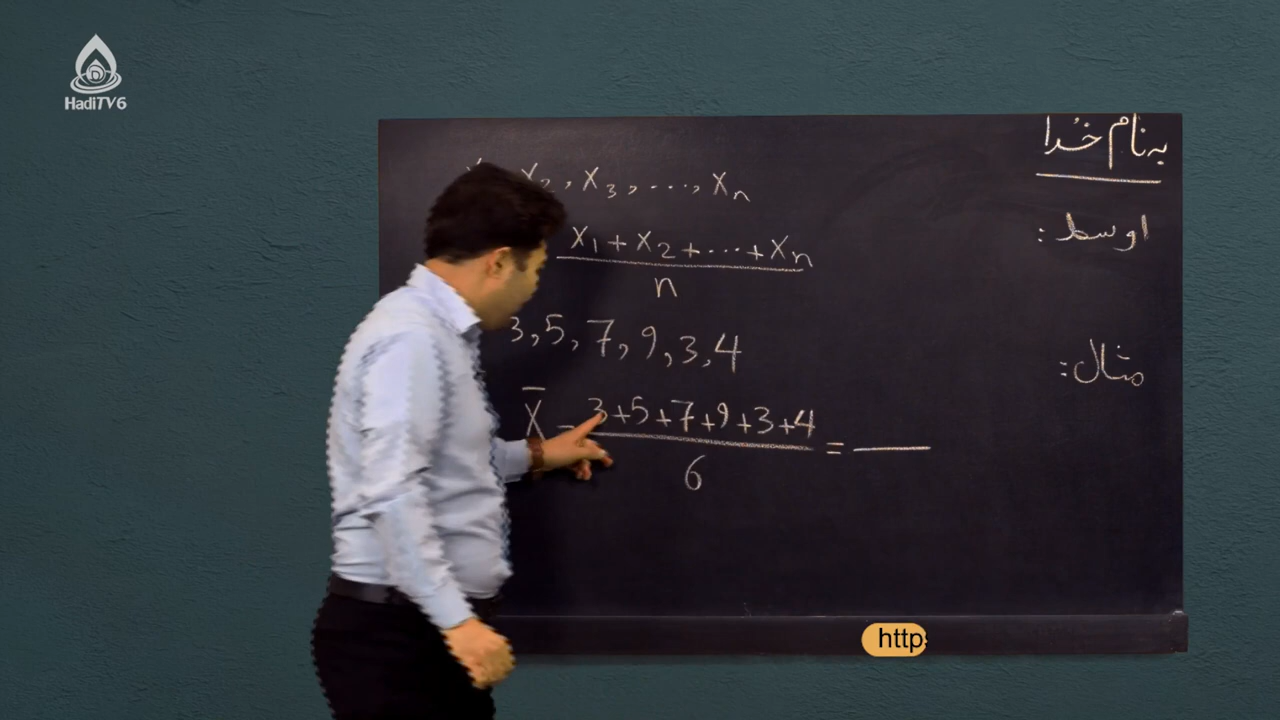 HadiTV6
به نام خدا
اوسط:
X₂, X₃, ...., Xₙ
X₁ + X₂ + ... + Xₙ
n
مثال:
3, 5, 7, 9, 3, 4
X̄ = 3+5+7+9+3+4 =
6
http